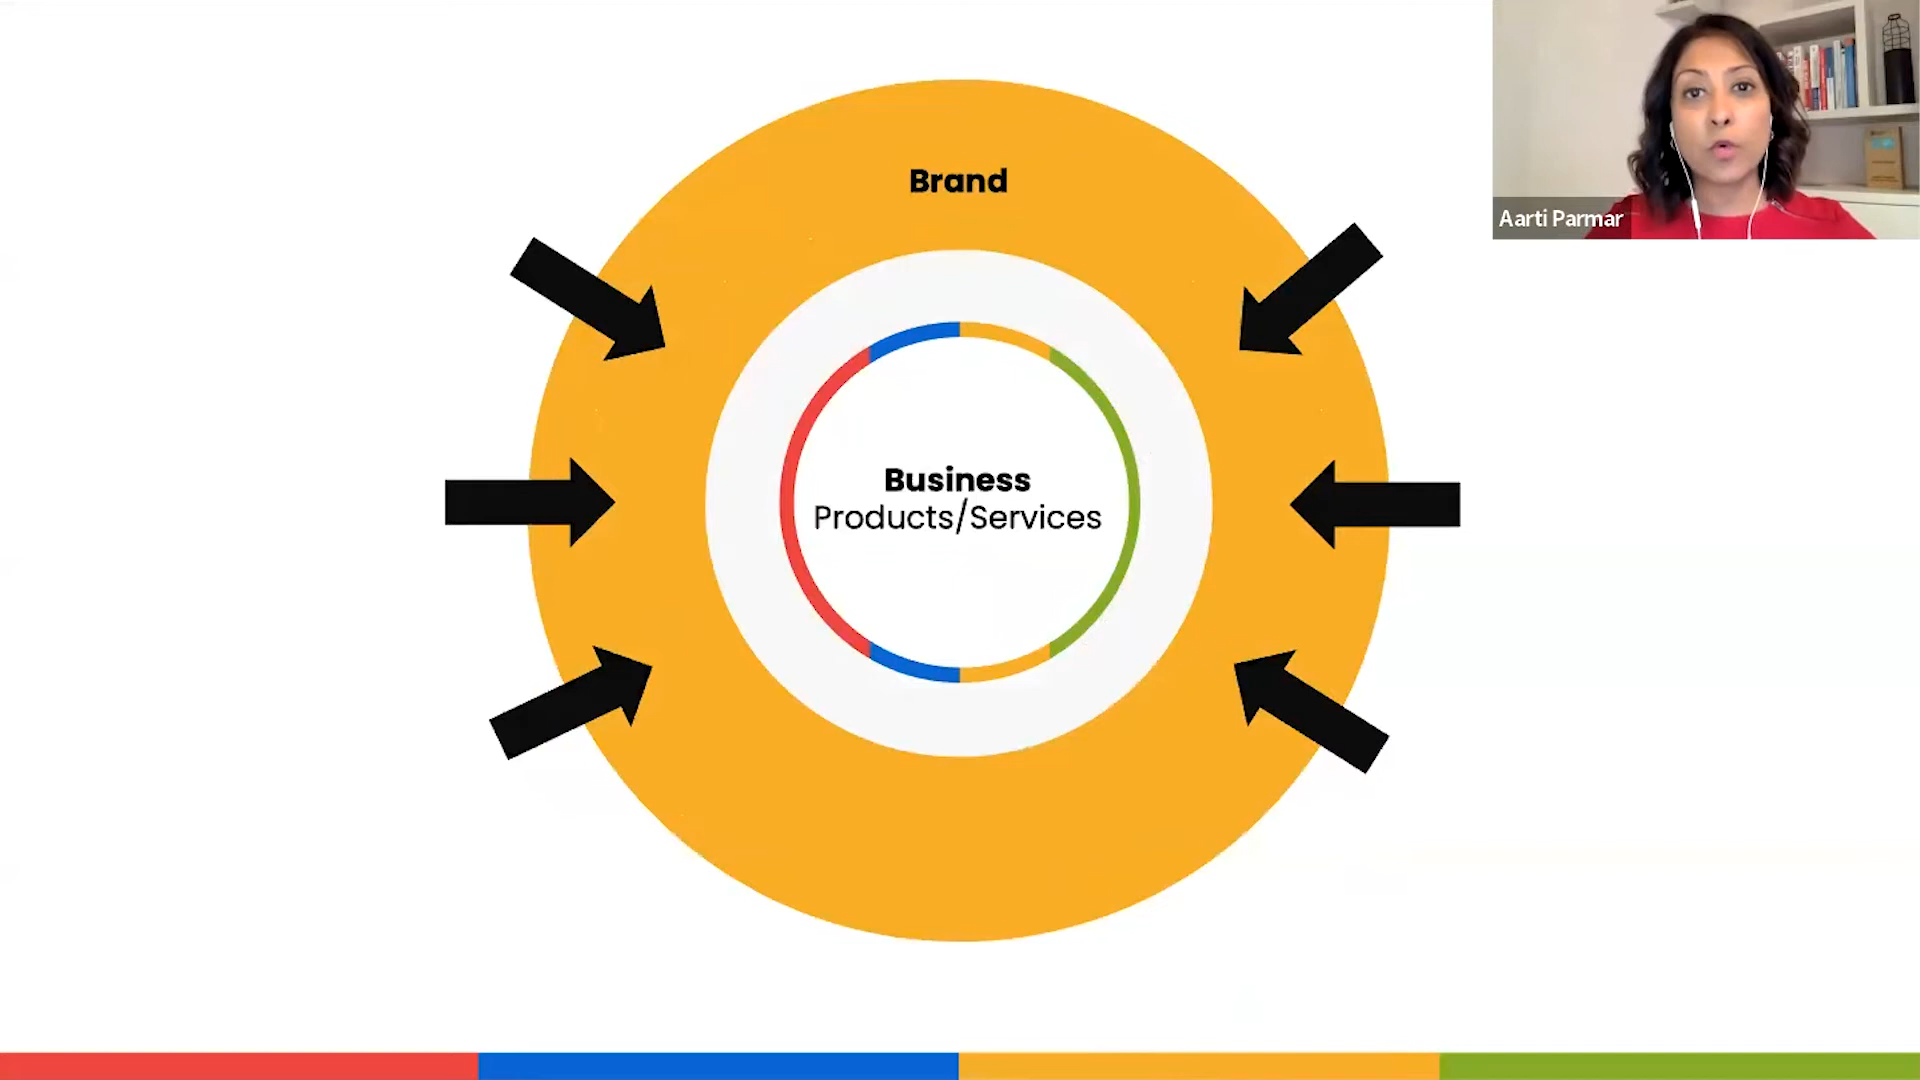 Brand
Business
Products/Services
Aarti Parmar